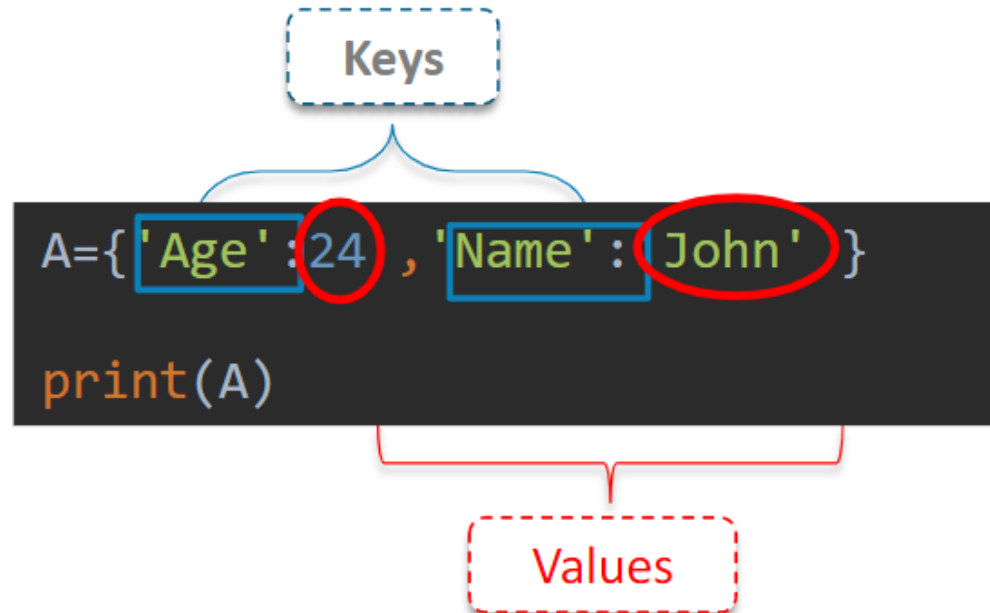 Keys
A={'Age':24 , 'Name': John' }
print(A)
Values